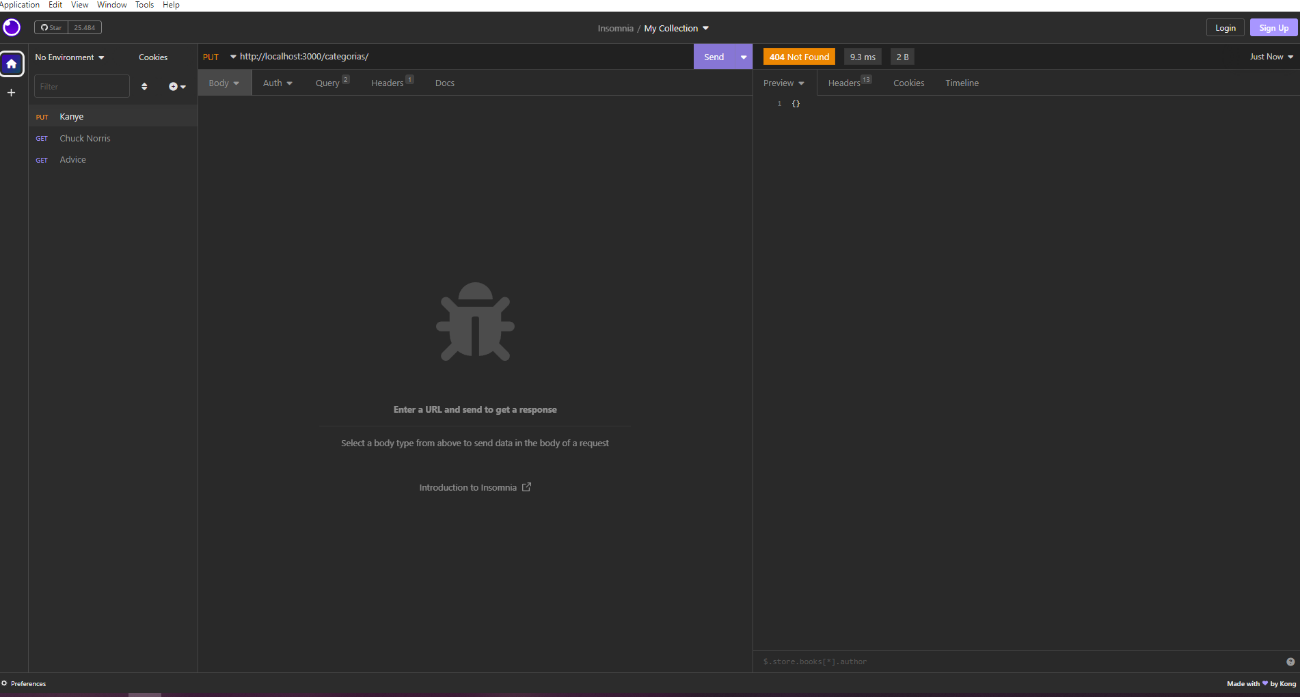 Application Edit View Window Tools Help
Star 25.484 Insomnia / My Collection Login Sign Up
No Environment Cookies PUT http://localhost:3000/categorias/ Send 404 Not Found 9.3 ms 2 B Just Now
Filter Body Auth Query 2 Headers 1 Docs Preview Headers 13 Cookies Timeline
1 {}
PUT Kanye
GET Chuck Norris
GET Advice
Enter a URL and send to get a response
Select a body type from above to send data in the body of a request
Introduction to Insomnia
$.store.books[*].author
Preferences Made with ♥ by Kong